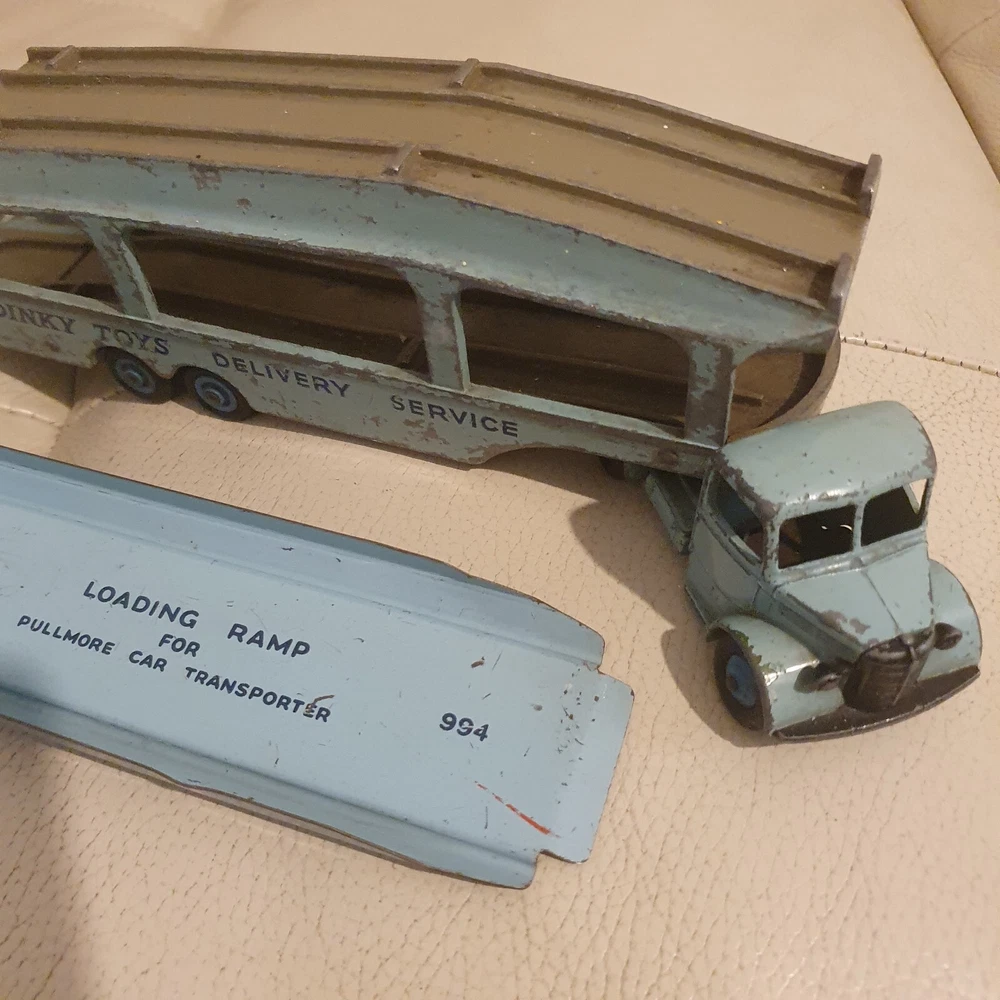 DINKY TOYS DELIVERY SERVICE
LOADING RAMP
FOR
PULLMORE CAR TRANSPORTER
994